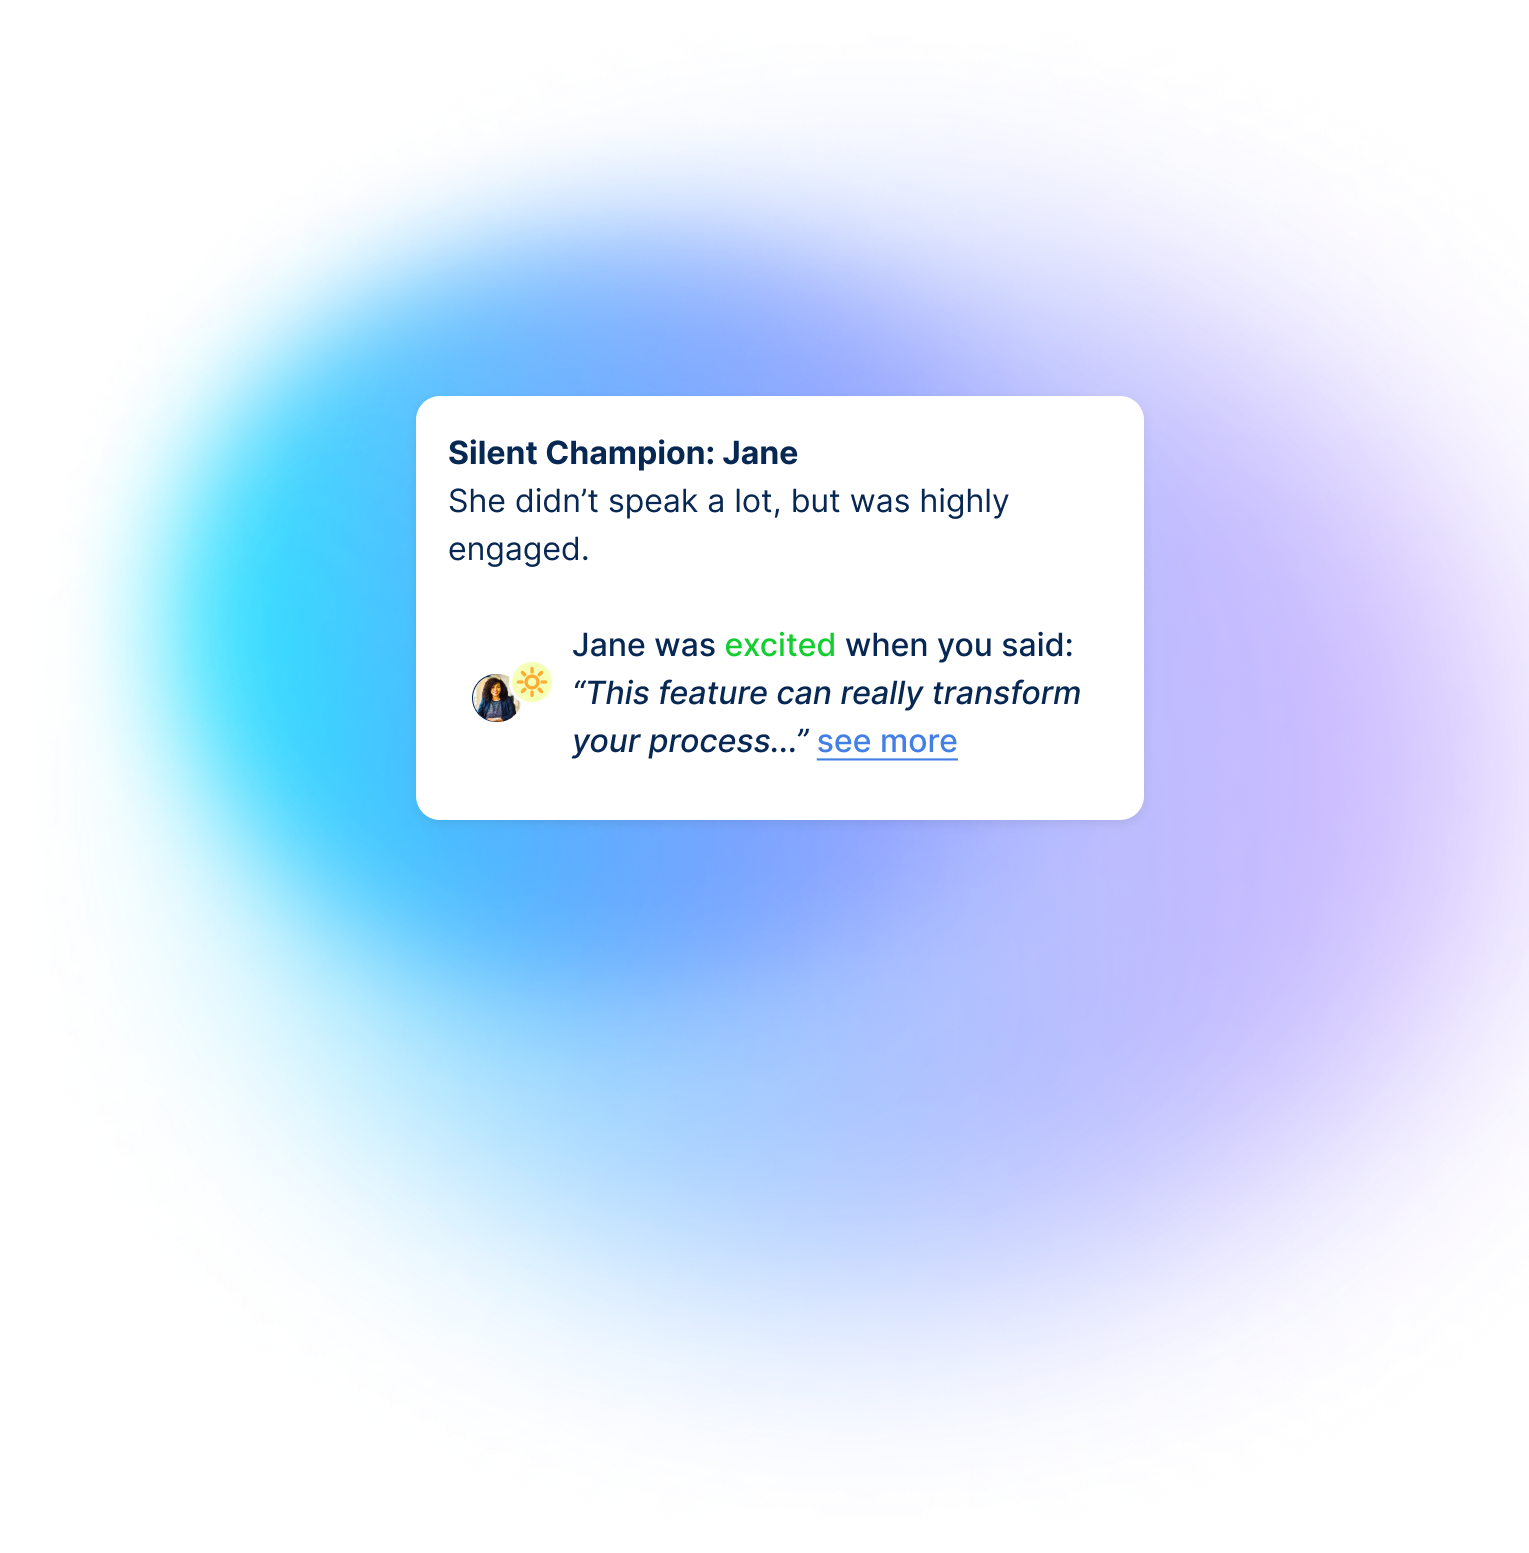 Silent Champion: Jane
She didn’t speak a lot, but was highly
engaged.
Jane was excited when you said:
“This feature can really transform
your process...” see more